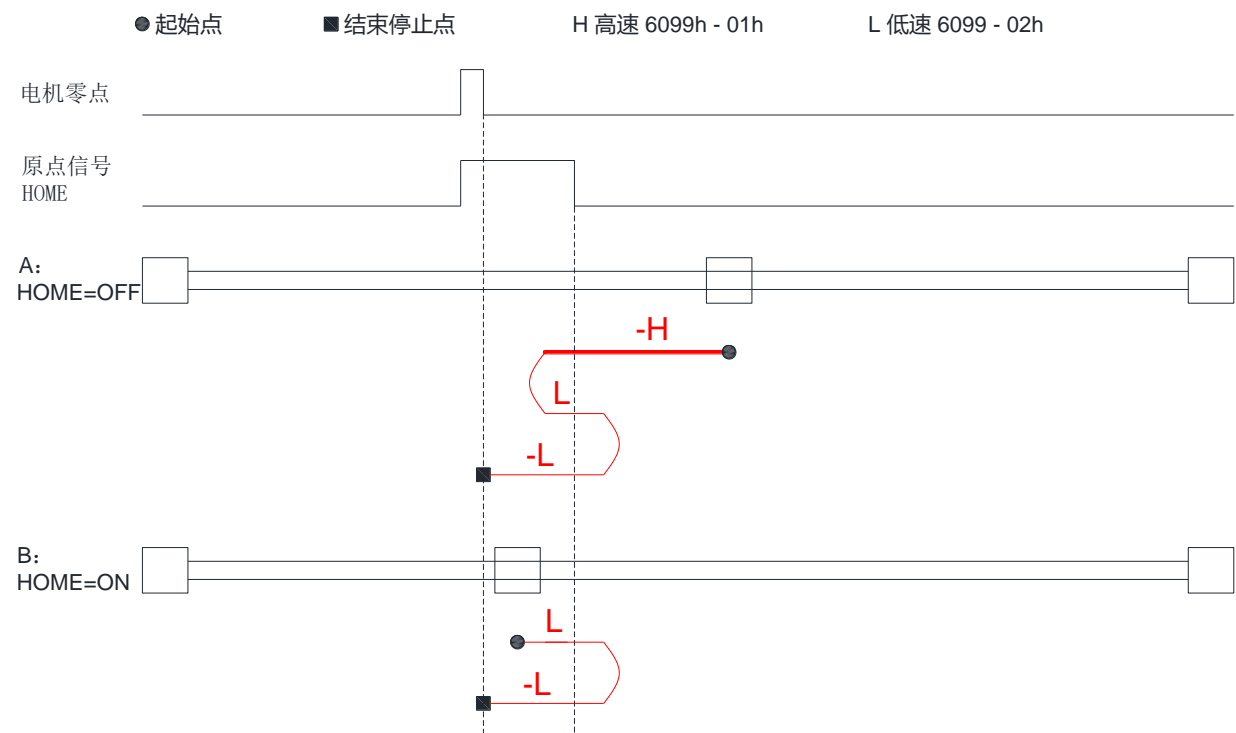 起始点 结束停止点 H 高速 6099h - 01h L 低速 6099 - 02h
电机零点
原点信号
HOME
A:
HOME=OFF
-H
L
-L
B:
HOME=ON
L
-L